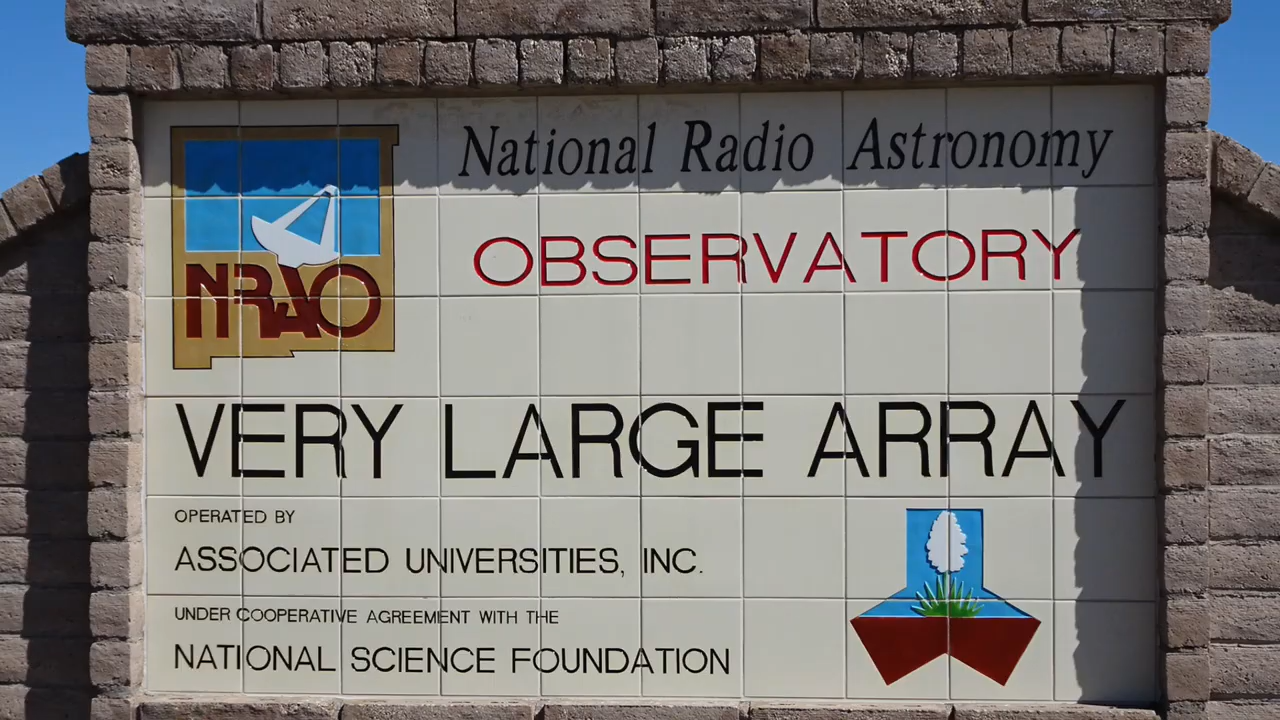 National Radio Astronomy
OBSERVATORY
NRAO
VERY LARGE ARRAY
OPERATED BY
ASSOCIATED UNIVERSITIES, INC.
UNDER COOPERATIVE AGREEMENT WITH THE
NATIONAL SCIENCE FOUNDATION